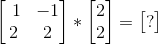 [1 −1
2 2] * [2
2] = [?]